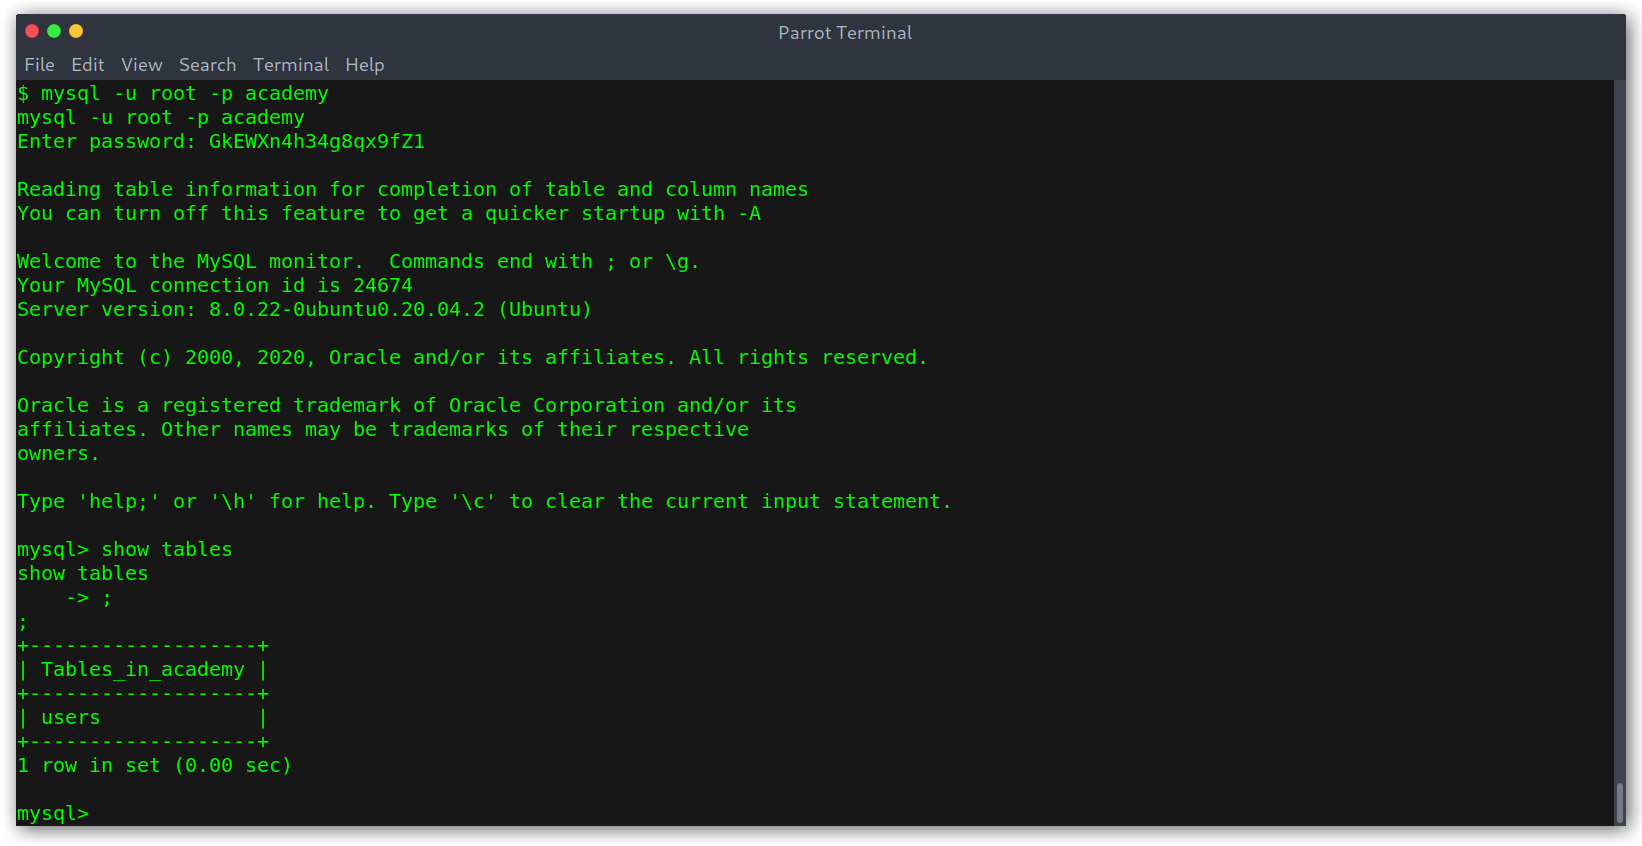 Parrot Terminal
File Edit View Search Terminal Help
$ mysql -u root -p academy
mysql -u root -p academy
Enter password: GkEWXn4h34g8qx9fZ1
Reading table information for completion of table and column names
You can turn off this feature to get a quicker startup with -A
Welcome to the MySQL monitor.  Commands end with ; or \g.
Your MySQL connection id is 24674
Server version: 8.0.22-0ubuntu0.20.04.2 (Ubuntu)
Copyright (c) 2000, 2020, Oracle and/or its affiliates. All rights reserved.
Oracle is a registered trademark of Oracle Corporation and/or its
affiliates. Other names may be trademarks of their respective
owners.
Type 'help;' or '\h' for help. Type '\c' to clear the current input statement.
mysql> show tables
show tables
    -> ;
;
+-------------------+
| Tables_in_academy |
+-------------------+
| users             |
+-------------------+
1 row in set (0.00 sec)
mysql>